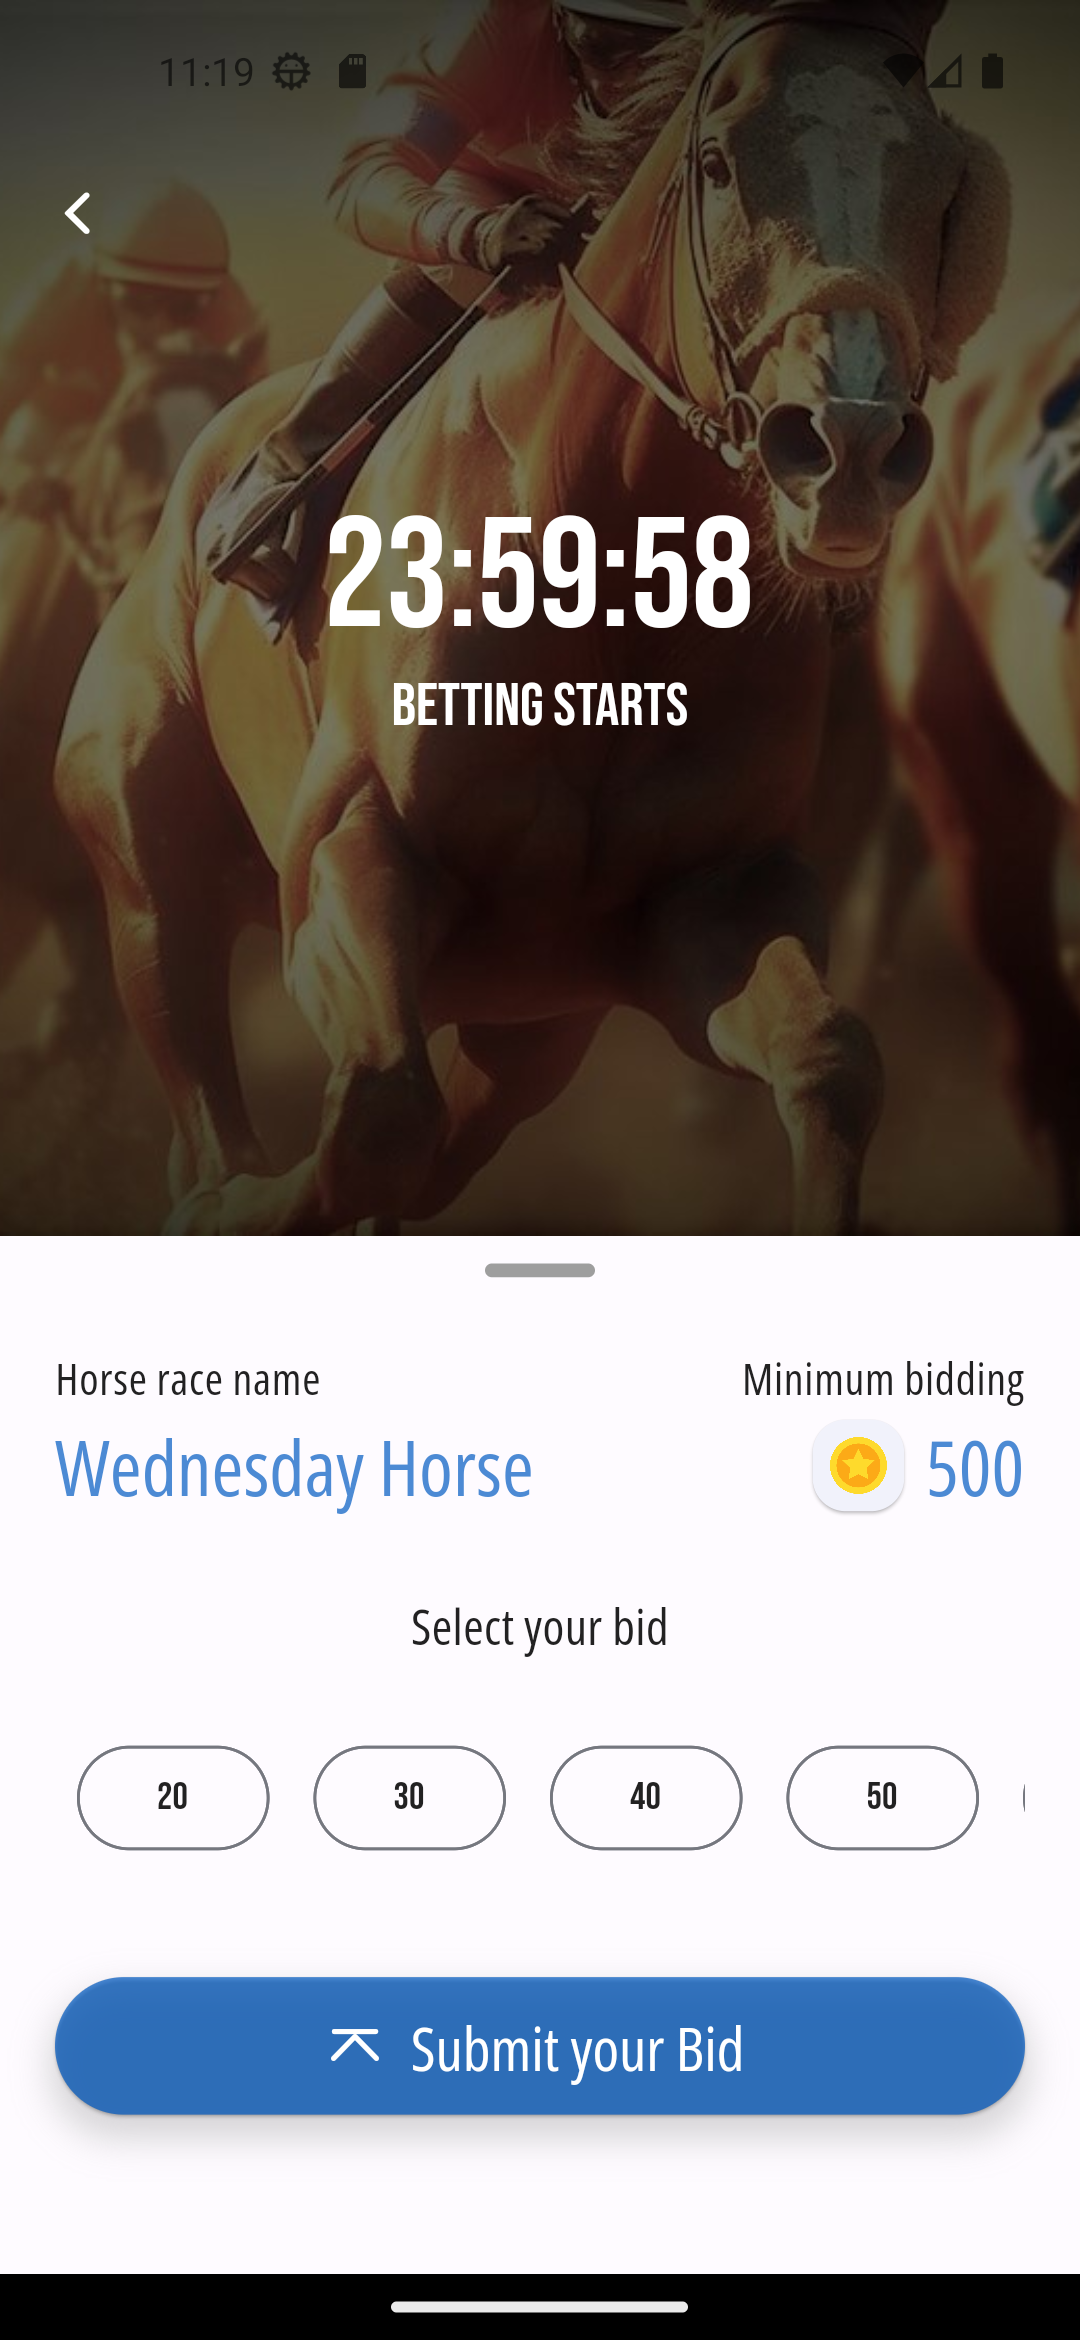 11:19
23:59:58
BETTING STARTS
Horse race name
Minimum bidding
Wednesday Horse
500
Select your bid
20
30
40
50
Submit your Bid